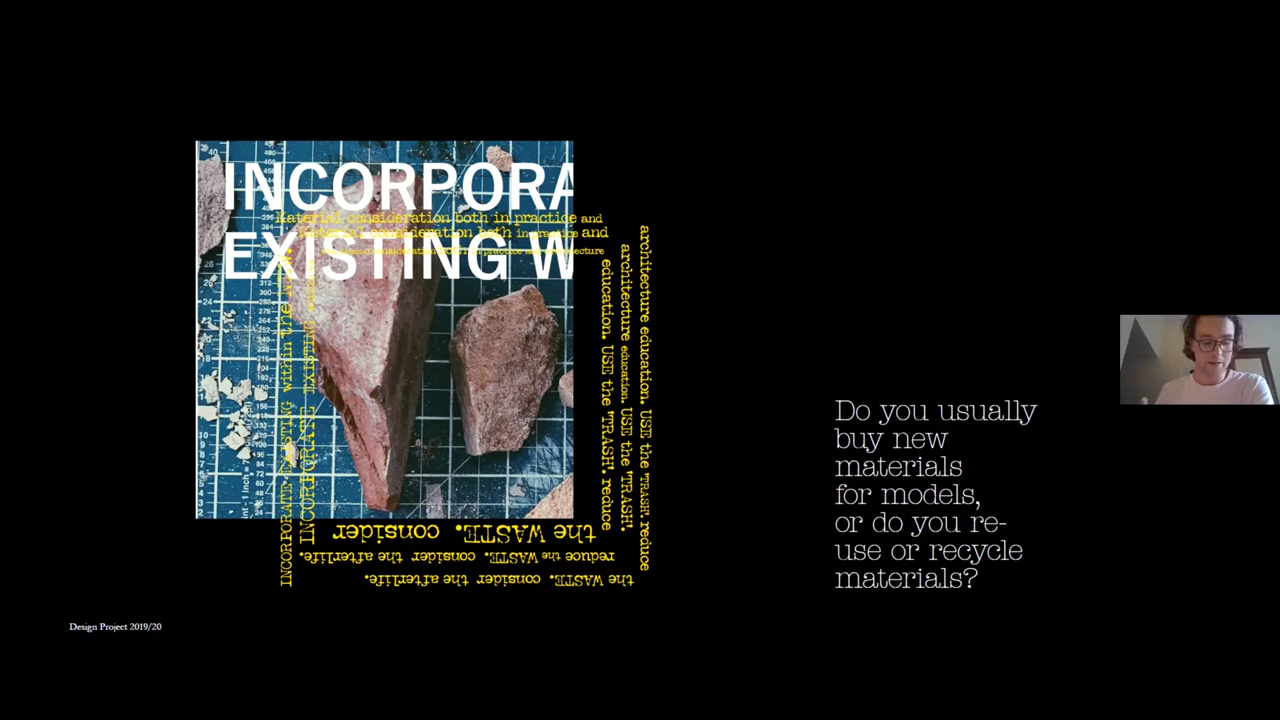 INCORPORA
EXISTING W
Material consideration both in practice and
Material consideration both in practice and
architecture education. USE the 'TRASH'. reduce
architecture education. USE the 'TRASH'.
education. USE the 'TRASH'. reduce
the WASTE. consider
reduce the WASTE. consider the afterlife.
the WASTE. consider the afterlife.
INCORPORATE EXISTING within the
INCORPORATE EXISTING
Do you usually
buy new
materials
for models,
or do you re-
use or recycle
materials?
Design Project 2019/20